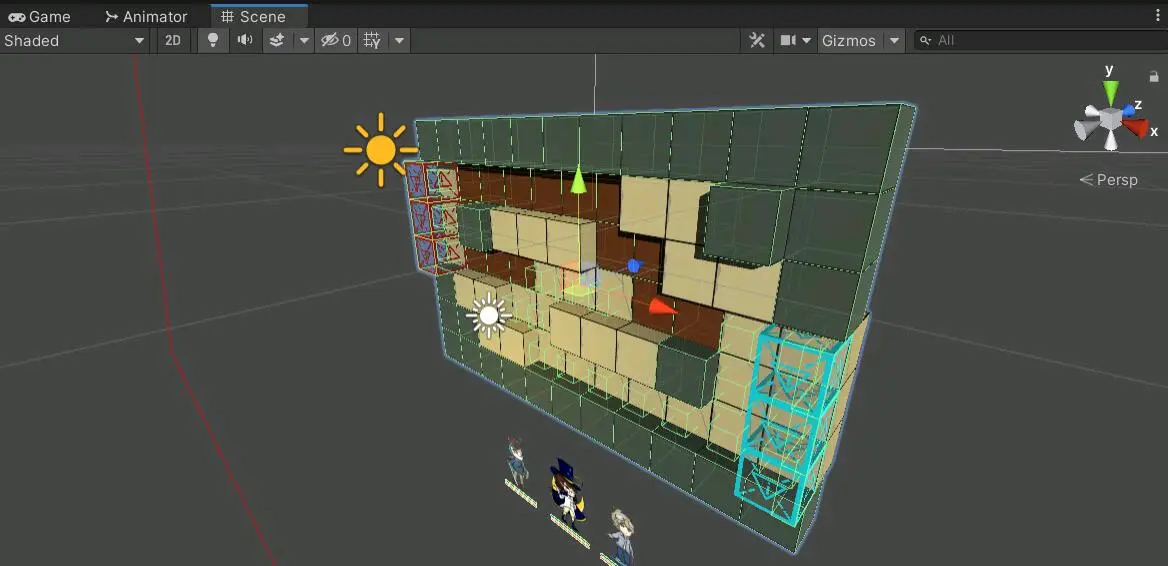 Game Animator Scene
Shaded 2D 0 Gizmos All
y
z
x
Persp